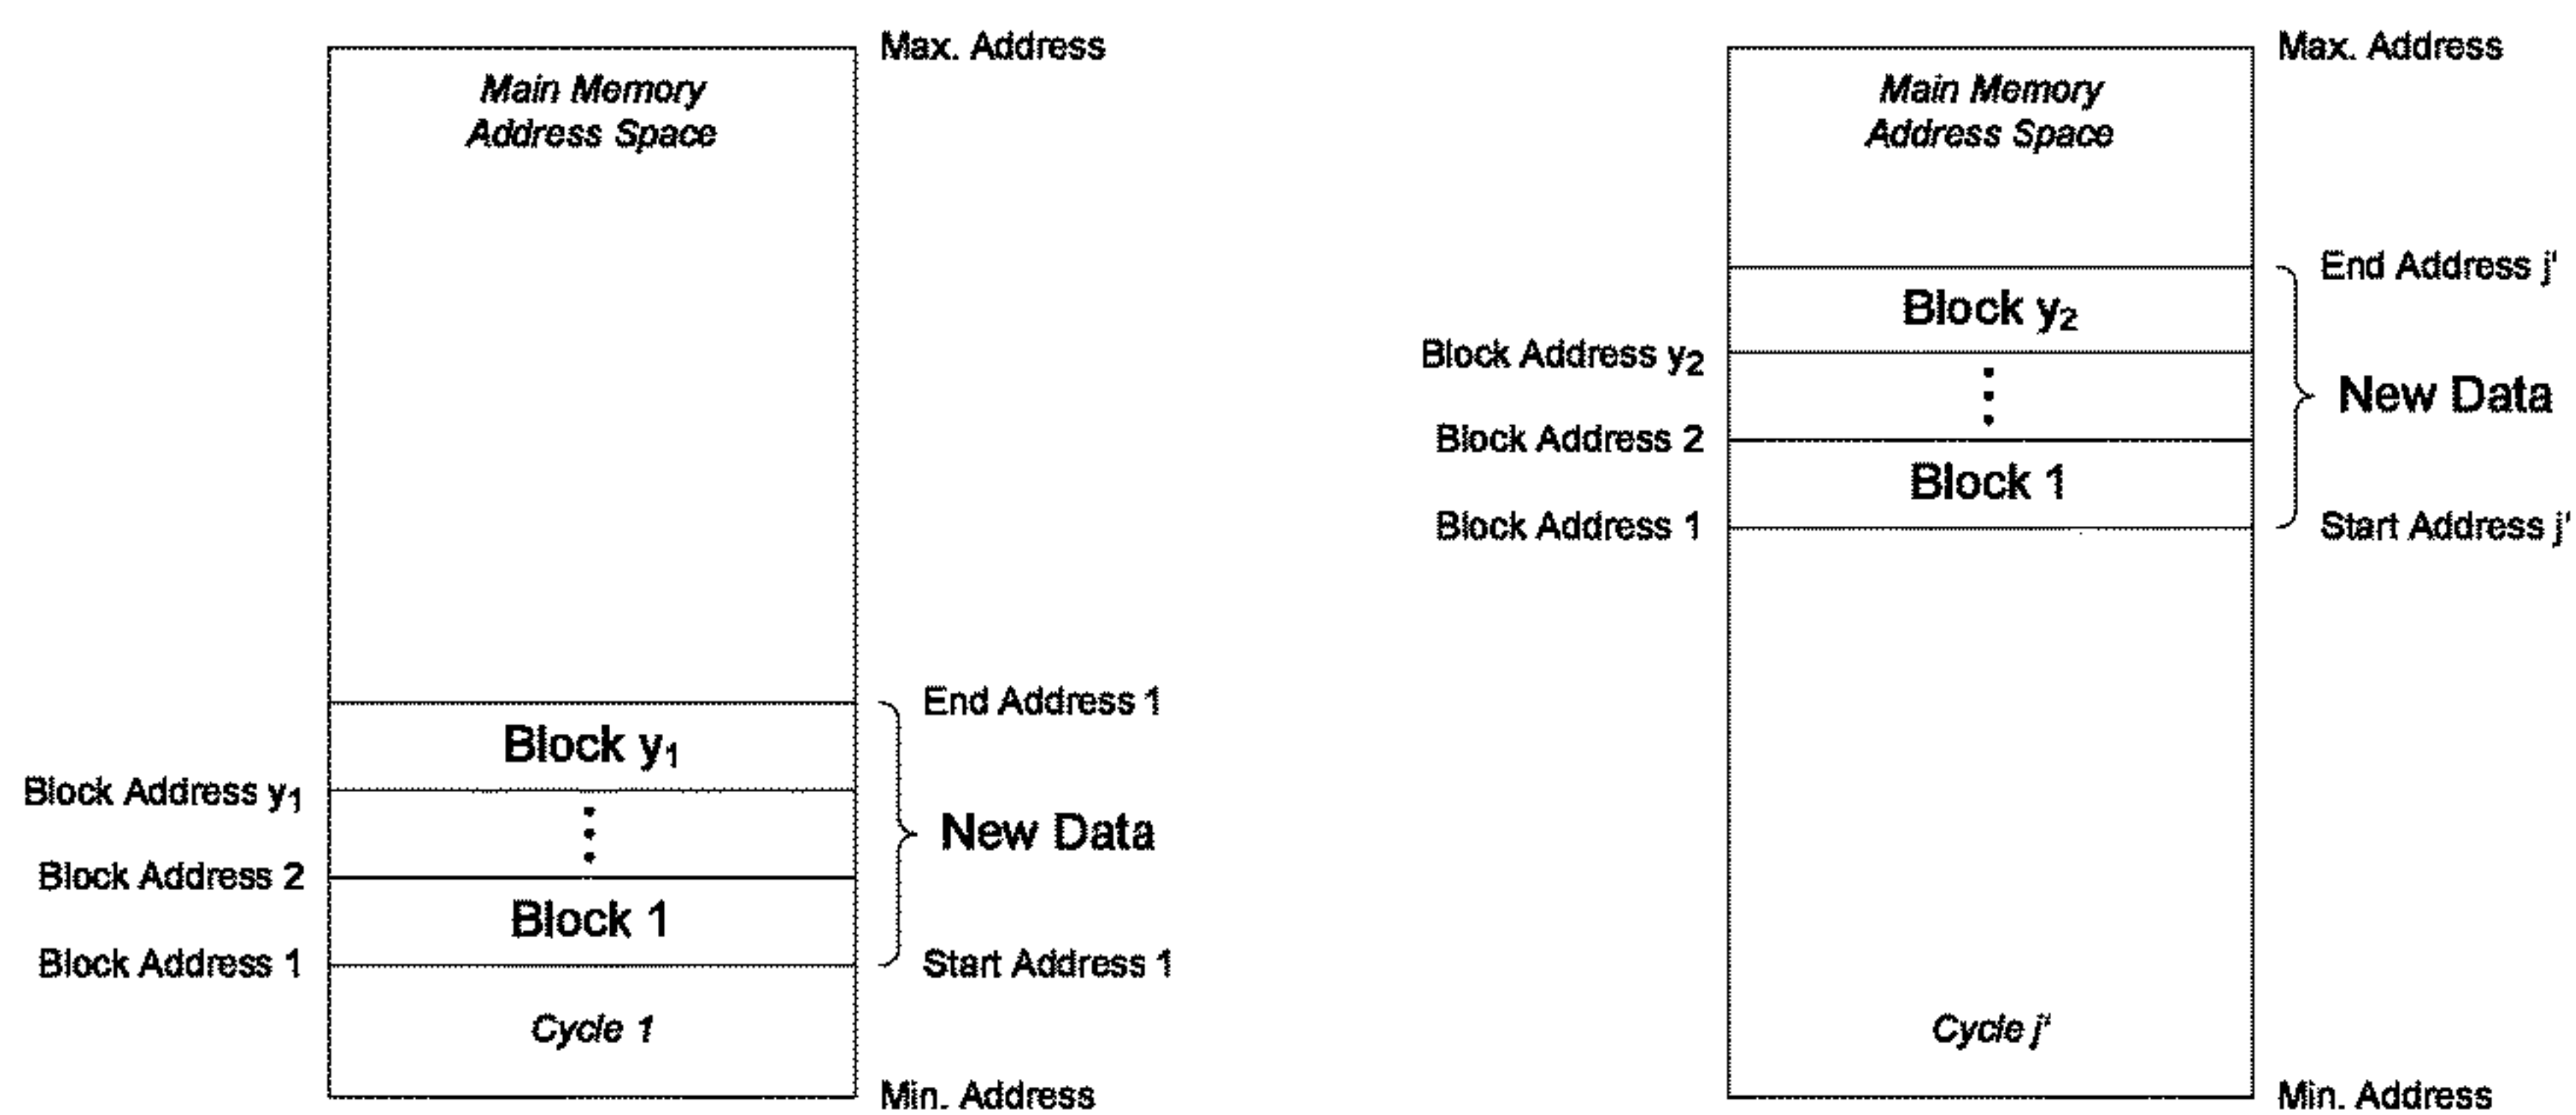 Max. Address
Main Memory
Address Space
End Address 1
Block y₁
Block Address y₁
New Data
Block Address 2
Block 1
Block Address 1
Start Address 1
Cycle 1
Min. Address
Max. Address
Main Memory
Address Space
End Address j'
Block y₂
Block Address y₂
New Data
Block Address 2
Block 1
Block Address 1
Start Address j'
Cycle j'
Min. Address